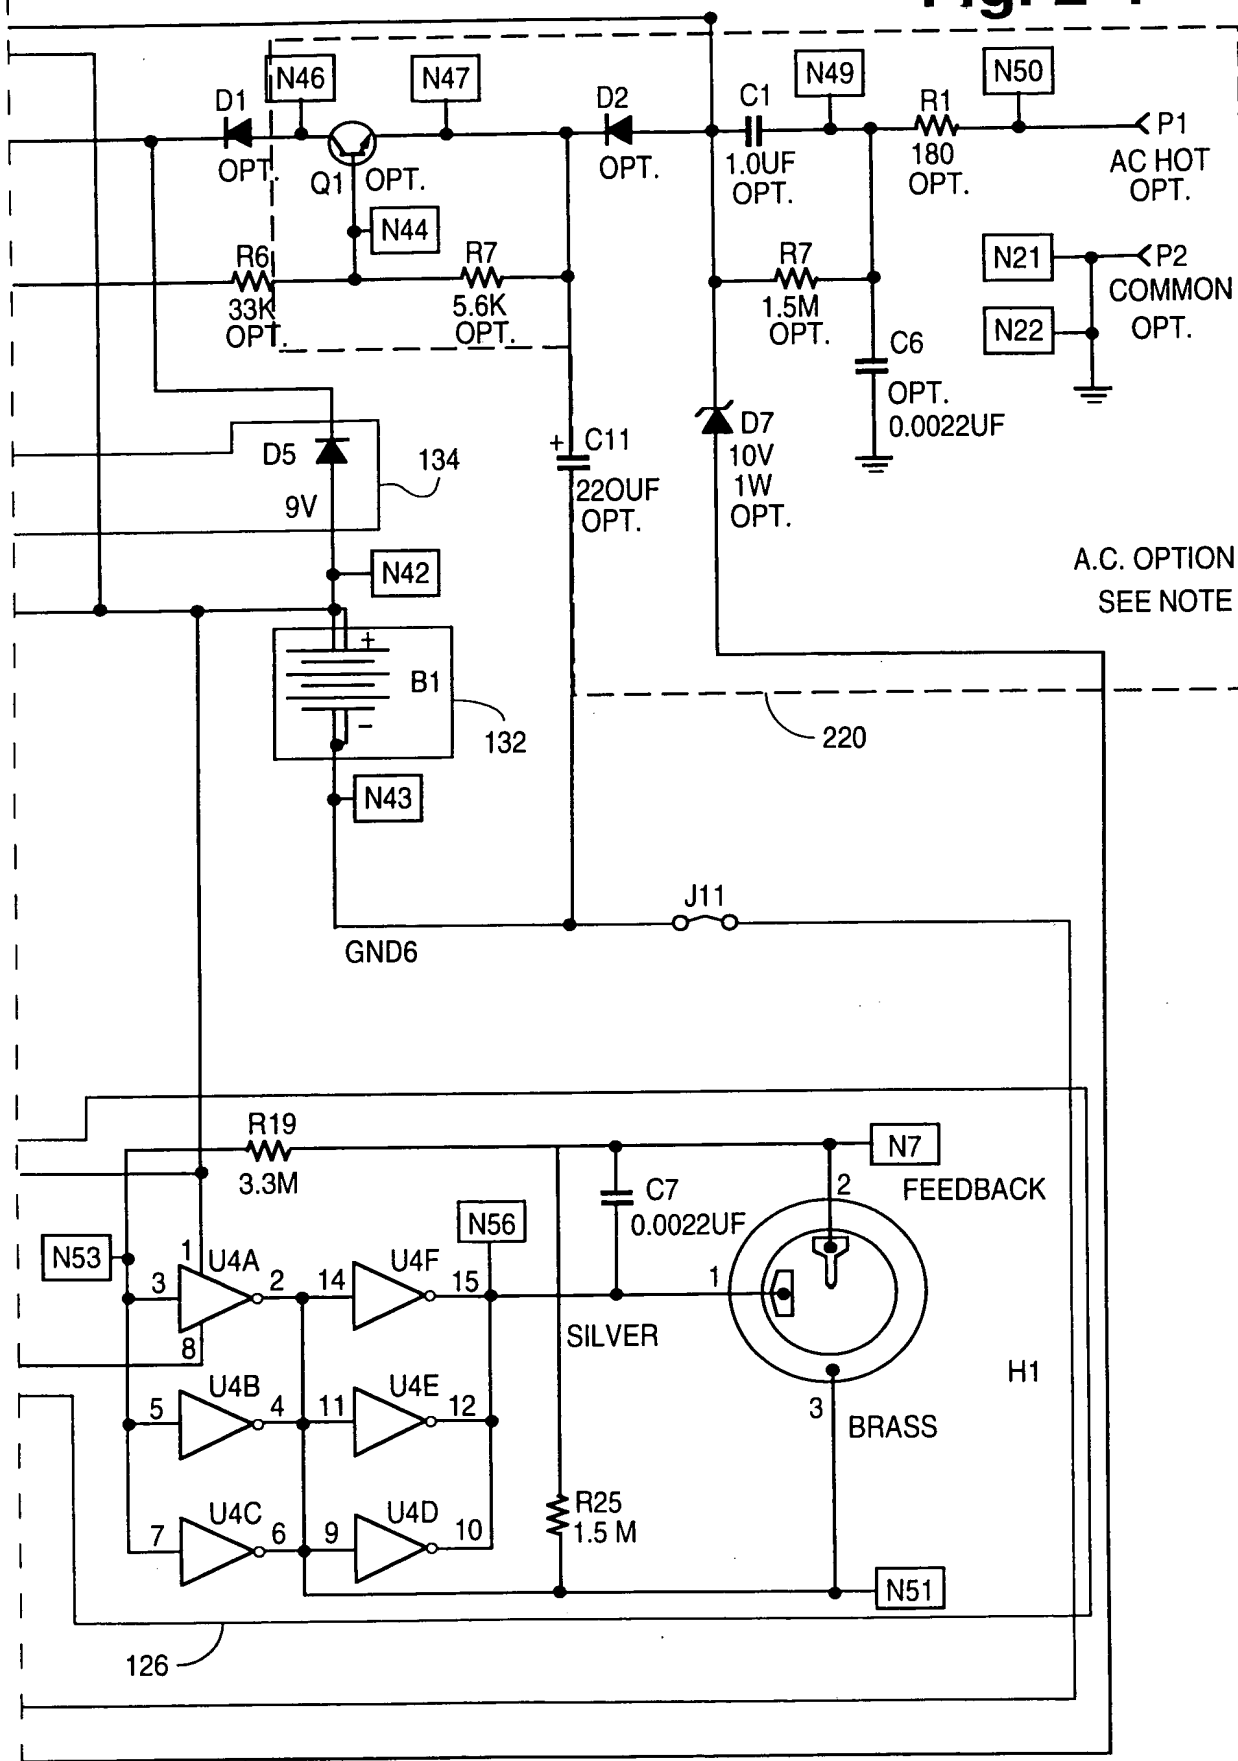 N46
N47
N49
N50
D1
OPT.
Q1
OPT.
D2
OPT.
C1
1.0UF
OPT.
R1
180
OPT.
P1
AC HOT
OPT.
N44
R6
33K
OPT.
R7
5.6K
OPT.
R7
1.5M
OPT.
N21
N22
P2
COMMON
OPT.
C6
OPT.
0.0022UF
D5
9V
134
+
C11
220UF
OPT.
D7
10V
1W
OPT.
N42
A.C. OPTION
SEE NOTE
+
B1
−
132
220
N43
J11
GND6
R19
3.3M
N7
FEEDBACK
2
C7
0.0022UF
N56
N53
1
U4A
3
2
8
14
U4F
15
1
SILVER
H1
U4B
5
4
11
U4E
12
3
BRASS
U4C
7
6
9
U4D
10
R25
1.5 M
N51
126